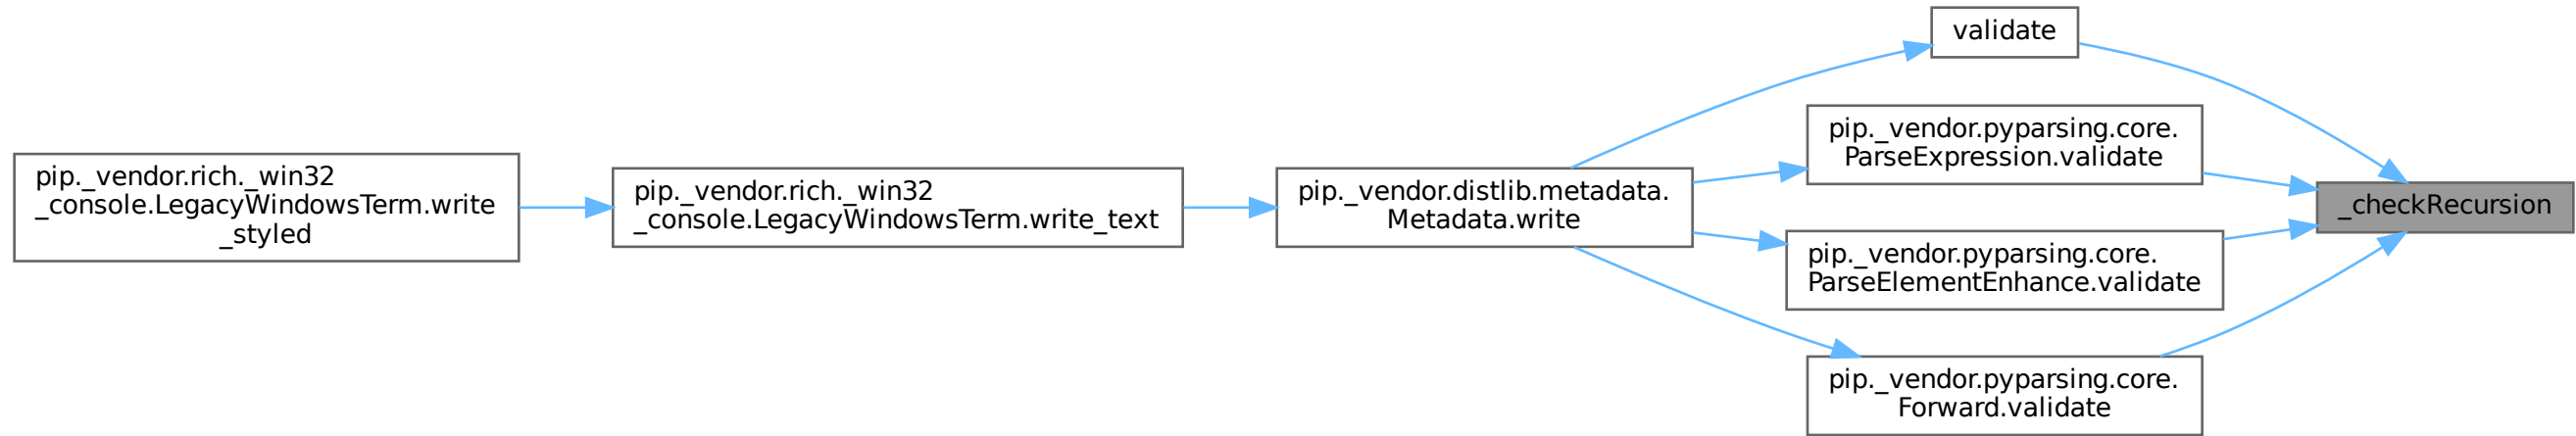 validate
pip._vendor.pyparsing.core.
ParseExpression.validate
pip._vendor.rich._win32
_console.LegacyWindowsTerm.write
_styled
pip._vendor.rich._win32
_console.LegacyWindowsTerm.write_text
pip._vendor.distlib.metadata.
Metadata.write
_checkRecursion
pip._vendor.pyparsing.core.
ParseElementEnhance.validate
pip._vendor.pyparsing.core.
Forward.validate